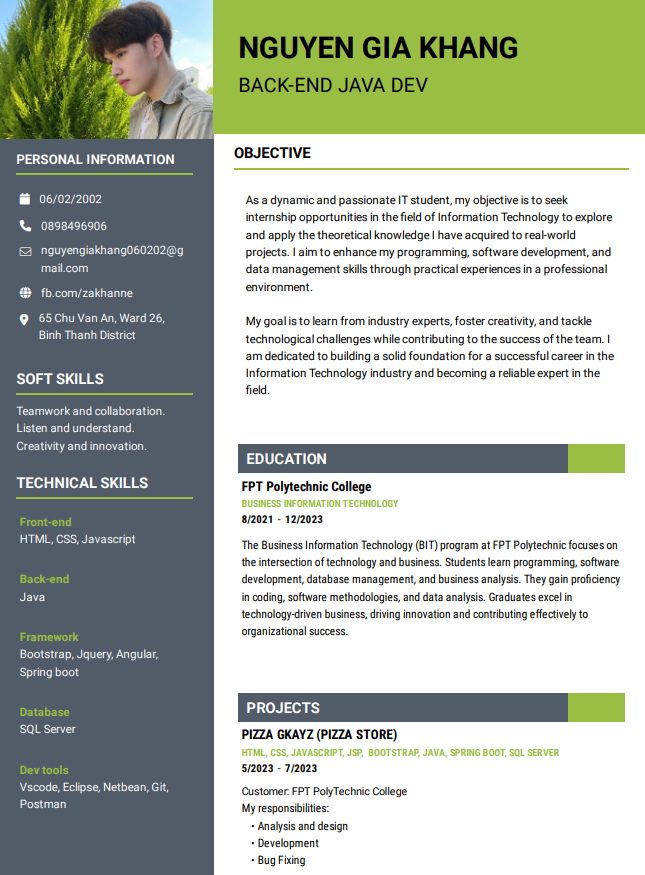 NGUYEN GIA KHANG
BACK-END JAVA DEV
PERSONAL INFORMATION
06/02/2002
0898496906
nguyengiakhang060202@g
mail.com
fb.com/zakhanne
65 Chu Van An, Ward 26,
Binh Thanh District
SOFT SKILLS
Teamwork and collaboration.
Listen and understand.
Creativity and innovation.
TECHNICAL SKILLS
Front-end
HTML, CSS, Javascript
Back-end
Java
Framework
Bootstrap, Jquery, Angular,
Spring boot
Database
SQL Server
Dev tools
Vscode, Eclipse, Netbean, Git,
Postman
OBJECTIVE
As a dynamic and passionate IT student, my objective is to seek
internship opportunities in the field of Information Technology to explore
and apply the theoretical knowledge I have acquired to real-world
projects. I aim to enhance my programming, software development, and
data management skills through practical experiences in a professional
environment.
My goal is to learn from industry experts, foster creativity, and tackle
technological challenges while contributing to the success of the team. I
am dedicated to building a solid foundation for a successful career in the
Information Technology industry and becoming a reliable expert in the
field.
EDUCATION
FPT Polytechnic College
BUSINESS INFORMATION TECHNOLOGY
8/2021 - 12/2023
The Business Information Technology (BIT) program at FPT Polytechnic focuses on
the intersection of technology and business. Students learn programming, software
development, database management, and business analysis. They gain proficiency
in coding, software methodologies, and data analysis. Graduates excel in
technology-driven business, driving innovation and contributing effectively to
organizational success.
PROJECTS
PIZZA GKAYZ (PIZZA STORE)
HTML, CSS, JAVASCRIPT, JSP, BOOTSTRAP, JAVA, SPRING BOOT, SQL SERVER
5/2023 - 7/2023
Customer: FPT PolyTechnic College
My responsibilities:
• Analysis and design
• Development
• Bug Fixing